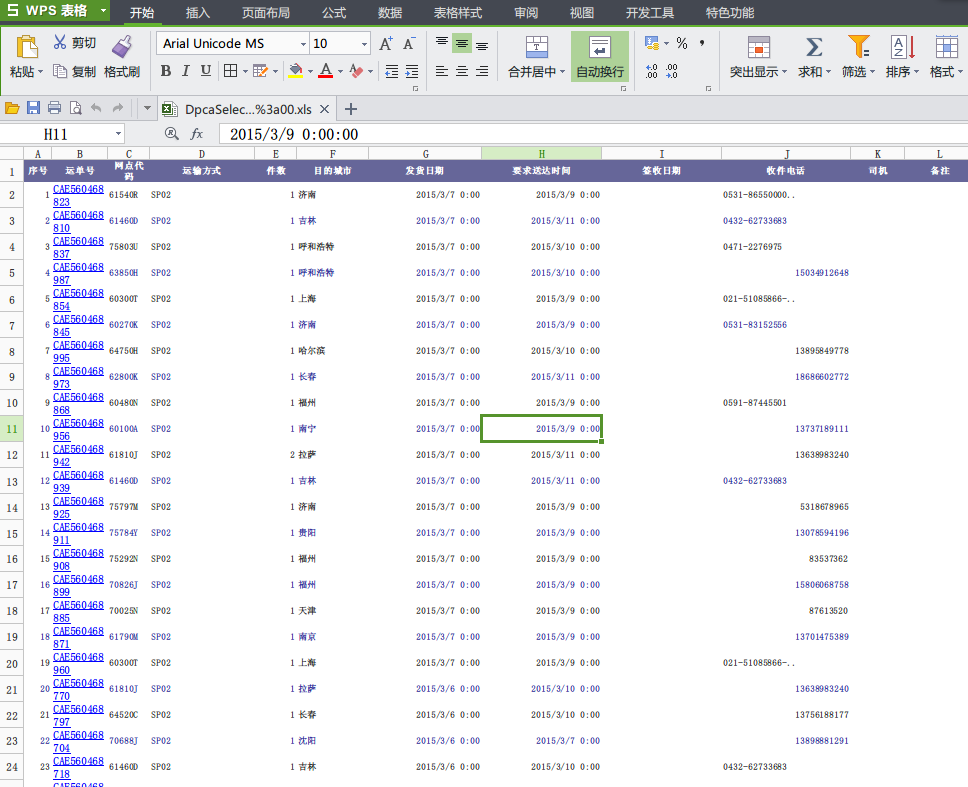 S WPS 表格 开始 插入 页面布局 公式 数据 表格样式 审阅 视图 开发工具 特色功能
粘贴 剪切 复制 格式刷 Arial Unicode MS 10 A+ A- B I U A 合并居中 自动换行 % , .00 .00 突出显示 求和 筛选 排序 格式
DpcaSelec...%3a00.xls
H11 fx 2015/3/9 0:00:00
A B C D E F G H I J K L
1 序号 运单号 网点代码 运输方式 件数 目的城市 发货日期 要求送达时间 签收日期 收件电话 司机 备注
2 1 CAE560468823 61540R SP02 1 济南 2015/3/7 0:00 2015/3/9 0:00 0531-86550000..
3 2 CAE560468810 61460D SP02 1 吉林 2015/3/7 0:00 2015/3/11 0:00 0432-62733683
4 3 CAE560468837 75803U SP02 1 呼和浩特 2015/3/7 0:00 2015/3/10 0:00 0471-2276975
5 4 CAE560468987 63850H SP02 1 呼和浩特 2015/3/7 0:00 2015/3/10 0:00 15034912648
6 5 CAE560468854 60300T SP02 1 上海 2015/3/7 0:00 2015/3/9 0:00 021-51085866-..
7 6 CAE560468845 60270K SP02 1 济南 2015/3/7 0:00 2015/3/9 0:00 0531-83152556
8 7 CAE560468995 64750H SP02 1 哈尔滨 2015/3/7 0:00 2015/3/10 0:00 13895849778
9 8 CAE560468973 62800K SP02 1 长春 2015/3/7 0:00 2015/3/11 0:00 18686602772
10 9 CAE560468868 60480N SP02 1 福州 2015/3/7 0:00 2015/3/9 0:00 0591-87445501
11 10 CAE560468956 60100A SP02 1 南宁 2015/3/7 0:00 2015/3/9 0:00 13737189111
12 11 CAE560468942 61810J SP02 2 拉萨 2015/3/7 0:00 2015/3/11 0:00 13638983240
13 12 CAE560468939 61460D SP02 1 吉林 2015/3/7 0:00 2015/3/11 0:00 0432-62733683
14 13 CAE560468925 75797M SP02 1 济南 2015/3/7 0:00 2015/3/9 0:00 5318678965
15 14 CAE560468911 75784Y SP02 1 贵阳 2015/3/7 0:00 2015/3/9 0:00 13078594196
16 15 CAE560468908 75292N SP02 1 福州 2015/3/7 0:00 2015/3/9 0:00 83537362
17 16 CAE560468899 70826J SP02 1 福州 2015/3/7 0:00 2015/3/9 0:00 15806068758
18 17 CAE560468885 70025N SP02 1 天津 2015/3/7 0:00 2015/3/9 0:00 87613520
19 18 CAE560468871 61790M SP02 1 南京 2015/3/7 0:00 2015/3/9 0:00 13701475389
20 19 CAE560468960 60300T SP02 1 上海 2015/3/7 0:00 2015/3/9 0:00 021-51085866-..
21 20 CAE560468770 61810J SP02 1 拉萨 2015/3/6 0:00 2015/3/10 0:00 13638983240
22 21 CAE560468797 64520C SP02 1 长春 2015/3/6 0:00 2015/3/10 0:00 13756188177
23 22 CAE560468704 70688J SP02 1 沈阳 2015/3/6 0:00 2015/3/7 0:00 13898881291
24 23 CAE560468718 61460D SP02 1 吉林 2015/3/6 0:00 2015/3/10 0:00 0432-62733683